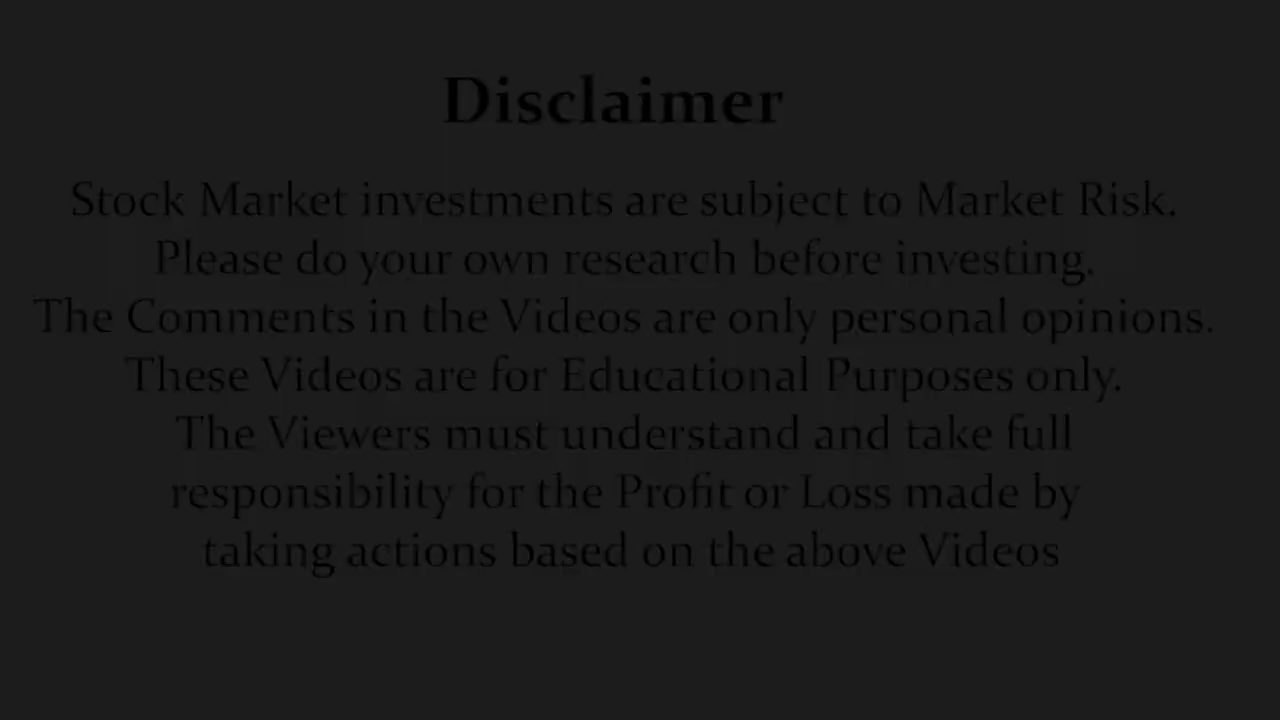 Disclaimer
Stock Market investments are subject to Market Risk.
Please do your own research before investing.
The Comments in the Videos are only personal opinions.
These Videos are for Educational Purposes only.
The Viewers must understand and take full
responsibility for the Profit or Loss made by
taking actions based on the above Videos